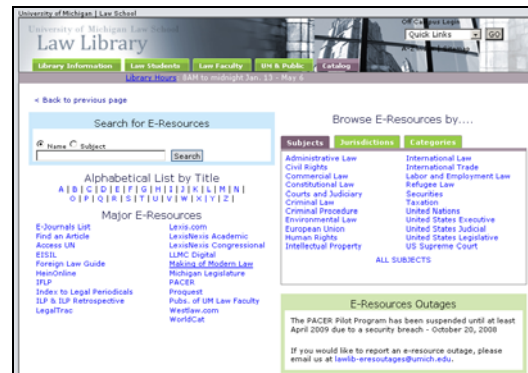 University of Michigan | Law School
University of Michigan Law School
Law Library
Off-Campus Login
Quick Links
GO
Library Information
Law Students
Law Faculty
UM & Public
Catalog
Library Hours: 8AM to midnight Jan. 13 - May 6
< Back to previous page
Search for E-Resources
Name Subject
Search
Alphabetical List by Title
A | B | C | D | E | F | G | H | I | J | K | L | M | N |
O | P | Q | R | S | T | U | V | W | X | Y | Z |
Major E-Resources
E-Journals List
Find an Article
Access UN
EISIL
Foreign Law Guide
HeinOnline
IFLP
Index to Legal Periodicals
ILP & ILP Retrospective
LegalTrac
Lexis.com
LexisNexis Academic
LexisNexis Congressional
LLMC Digital
Making of Modern Law
Michigan Legislature
PACER
Proquest
Pubs. of UM Law Faculty
Westlaw.com
WorldCat
Browse E-Resources by....
Subjects
Jurisdictions
Categories
Administrative Law
Civil Rights
Commercial Law
Constitutional Law
Courts and Judiciary
Criminal Law
Criminal Procedure
Environmental Law
European Union
Human Rights
Intellectual Property
International Law
International Trade
Labor and Employment Law
Refugee Law
Securities
Taxation
United Nations
United States Executive
United States Judicial
United States Legislative
US Supreme Court
ALL SUBJECTS
E-Resources Outages
The PACER Pilot Program has been suspended until at least
April 2009 due to a security breach - October 20, 2008
If you would like to report an e-resource outage, please
email us at lawlib-eresoutages@umich.edu.